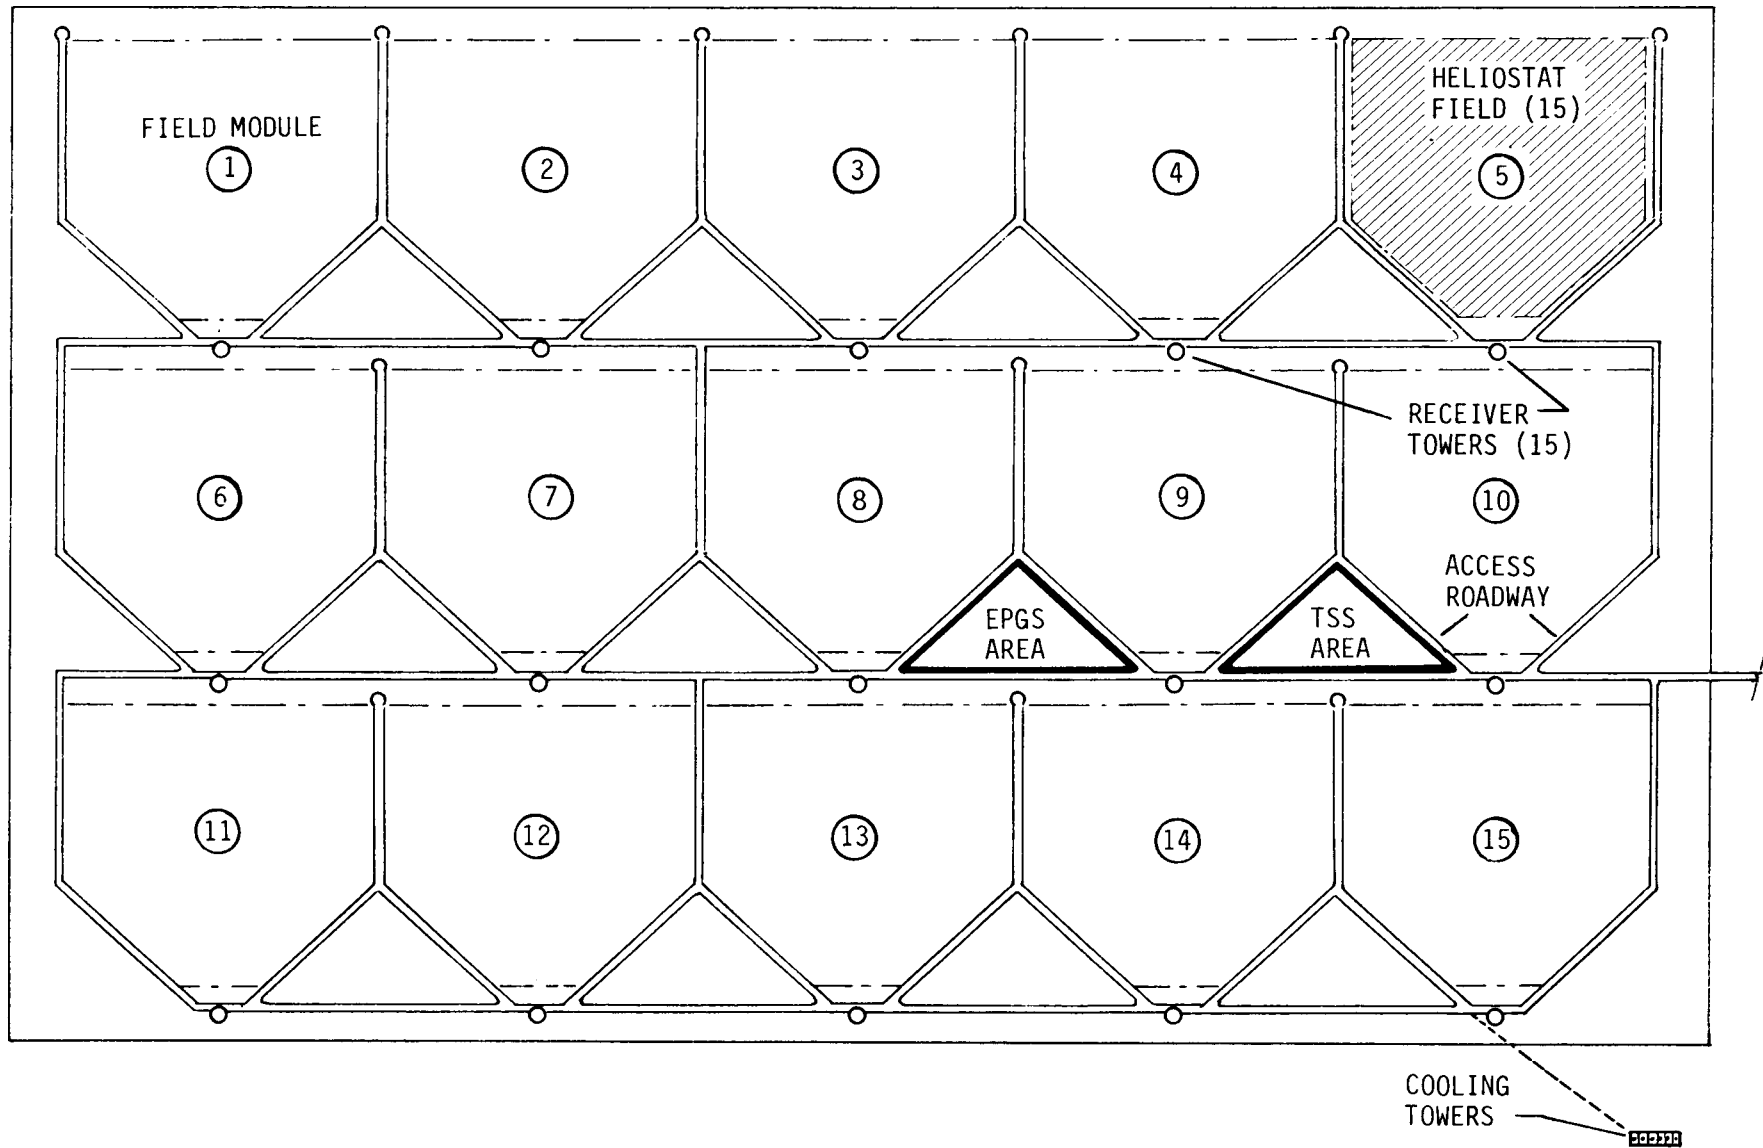 FIELD MODULE
1
2
3
4
HELIOSTAT
FIELD (15)
5
RECEIVER
TOWERS (15)
6
7
8
9
10
ACCESS
ROADWAY
EPGS
AREA
TSS
AREA
11
12
13
14
15
COOLING
TOWERS